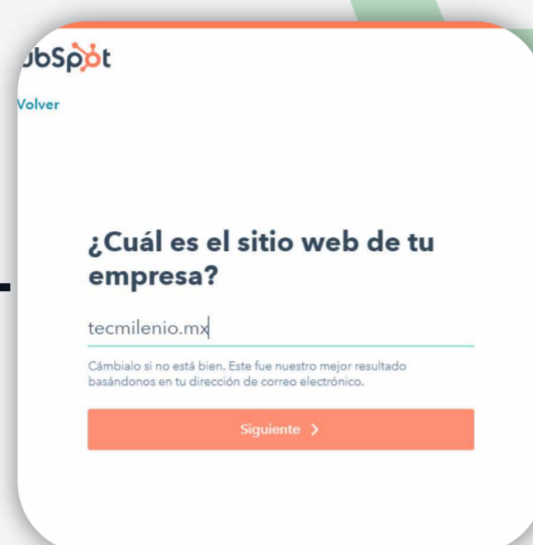 ubSpot
Volver
¿Cuál es el sitio web de tu
empresa?
tecmilenio.mx
Cámbialo si no está bien. Este fue nuestro mejor resultado
basándonos en tu dirección de correo electrónico.
Siguiente >